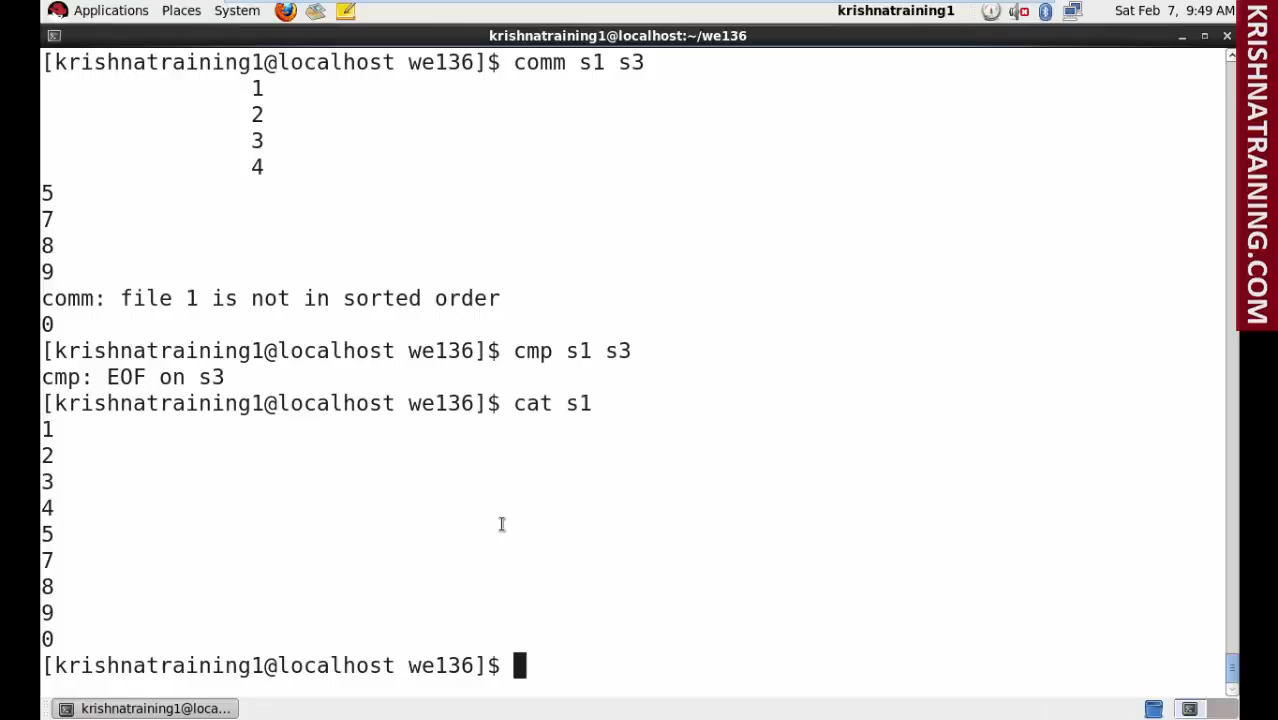 Applications Places System krishnatraining1 Sat Feb 7, 9:49 AM
krishnatraining1@localhost:~/we136
[krishnatraining1@localhost we136]$ comm s1 s3
1
2
3
4
5
7
8
9
comm: file 1 is not in sorted order
0
[krishnatraining1@localhost we136]$ cmp s1 s3
cmp: EOF on s3
[krishnatraining1@localhost we136]$ cat s1
1
2
3
4
5
7
8
9
0
[krishnatraining1@localhost we136]$
krishnatraining1@loca...
KRISHNATRAINING.COM